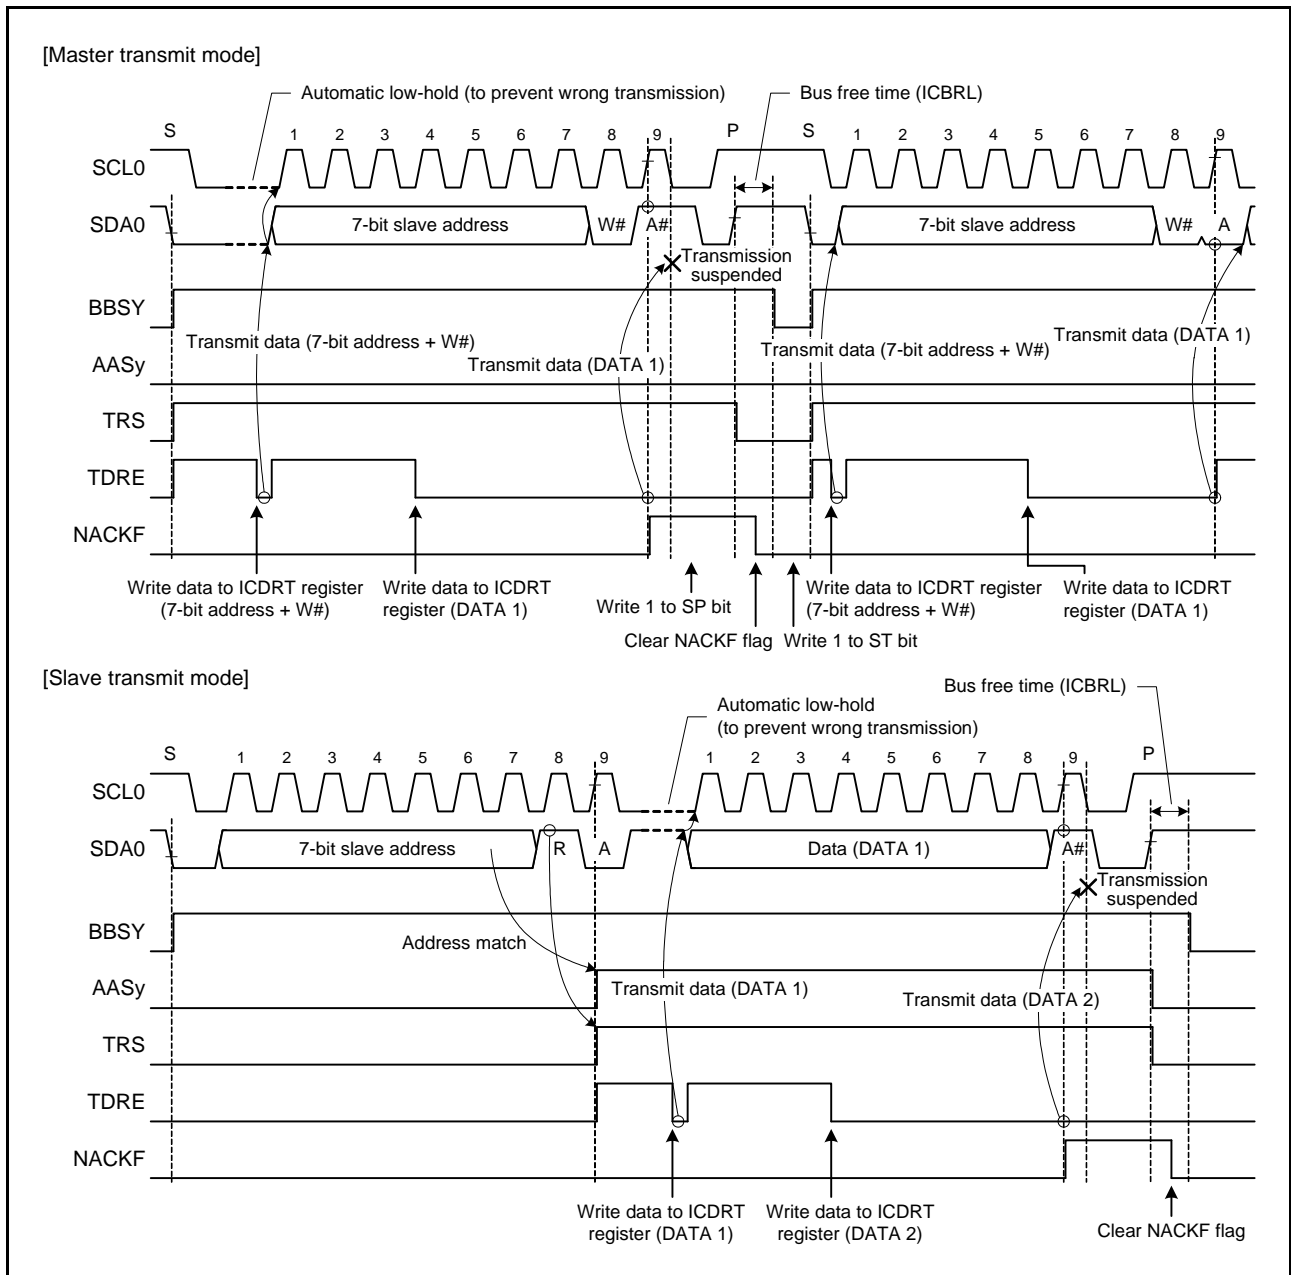 [Master transmit mode]
Automatic low-hold (to prevent wrong transmission)
Bus free time (ICBRL)
S 1 2 3 4 5 6 7 8 9 P S 1 2 3 4 5 6 7 8 9
SCL0
SDA0 7-bit slave address W# A# 7-bit slave address W# A
Transmission
suspended
BBSY
Transmit data (7-bit address + W#)
Transmit data (DATA 1)
Transmit data (7-bit address + W#)
Transmit data (DATA 1)
AASy
TRS
TDRE
NACKF
Write data to ICDRT register
(7-bit address + W#)
Write data to ICDRT
register (DATA 1)
Write 1 to SP bit
Clear NACKF flag
Write 1 to ST bit
Write data to ICDRT register
(7-bit address + W#)
Write data to ICDRT
register (DATA 1)
[Slave transmit mode]
Automatic low-hold
(to prevent wrong transmission)
Bus free time (ICBRL)
S 1 2 3 4 5 6 7 8 9 1 2 3 4 5 6 7 8 9 P
SCL0
SDA0 7-bit slave address R A Data (DATA 1) A#
Transmission
suspended
BBSY
Address match
AASy
Transmit data (DATA 1)
Transmit data (DATA 2)
TRS
TDRE
NACKF
Write data to ICDRT
register (DATA 1)
Write data to ICDRT
register (DATA 2)
Clear NACKF flag